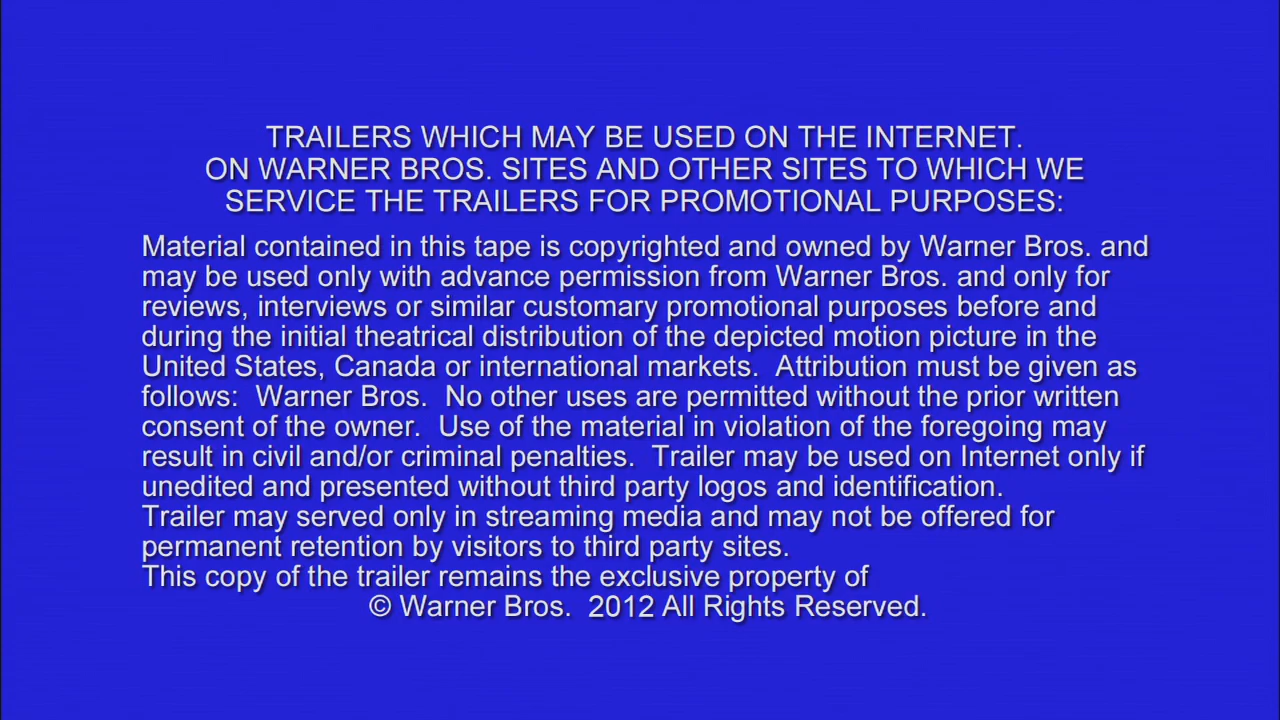 TRAILERS WHICH MAY BE USED ON THE INTERNET.
ON WARNER BROS. SITES AND OTHER SITES TO WHICH WE
SERVICE THE TRAILERS FOR PROMOTIONAL PURPOSES:
Material contained in this tape is copyrighted and owned by Warner Bros. and
may be used only with advance permission from Warner Bros. and only for
reviews, interviews or similar customary promotional purposes before and
during the initial theatrical distribution of the depicted motion picture in the
United States, Canada or international markets.  Attribution must be given as
follows:  Warner Bros.  No other uses are permitted without the prior written
consent of the owner.  Use of the material in violation of the foregoing may
result in civil and/or criminal penalties.  Trailer may be used on Internet only if
unedited and presented without third party logos and identification.
Trailer may served only in streaming media and may not be offered for
permanent retention by visitors to third party sites.
This copy of the trailer remains the exclusive property of
© Warner Bros.  2012 All Rights Reserved.